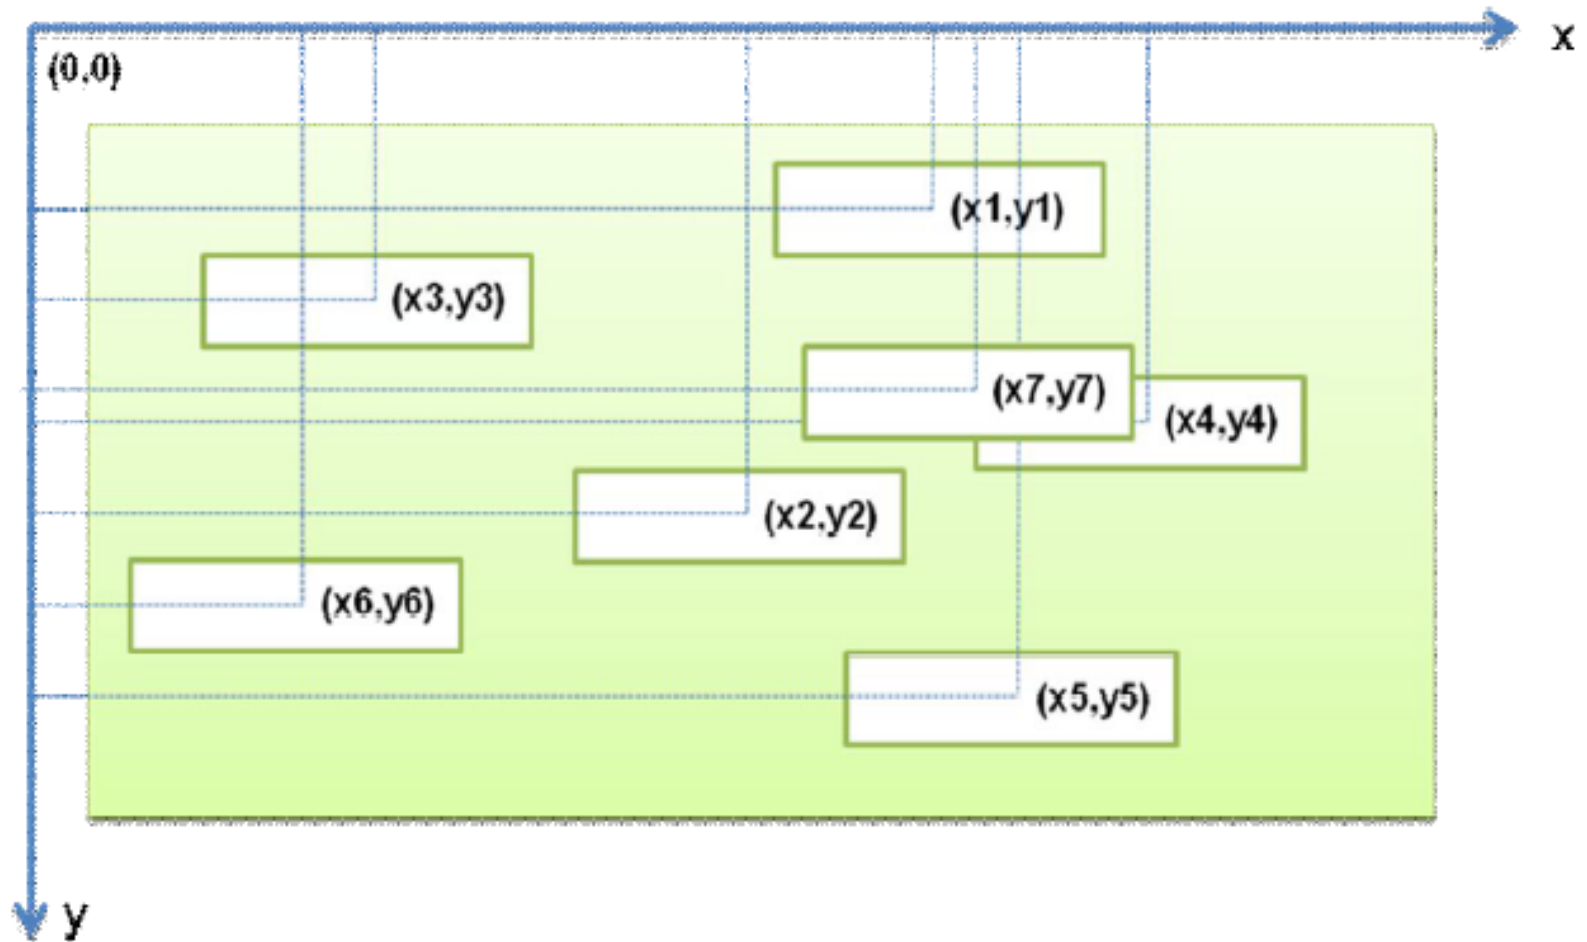 x
(0,0)
(x1,y1)
(x3,y3)
(x7,y7)
(x4,y4)
(x2,y2)
(x6,y6)
(x5,y5)
y